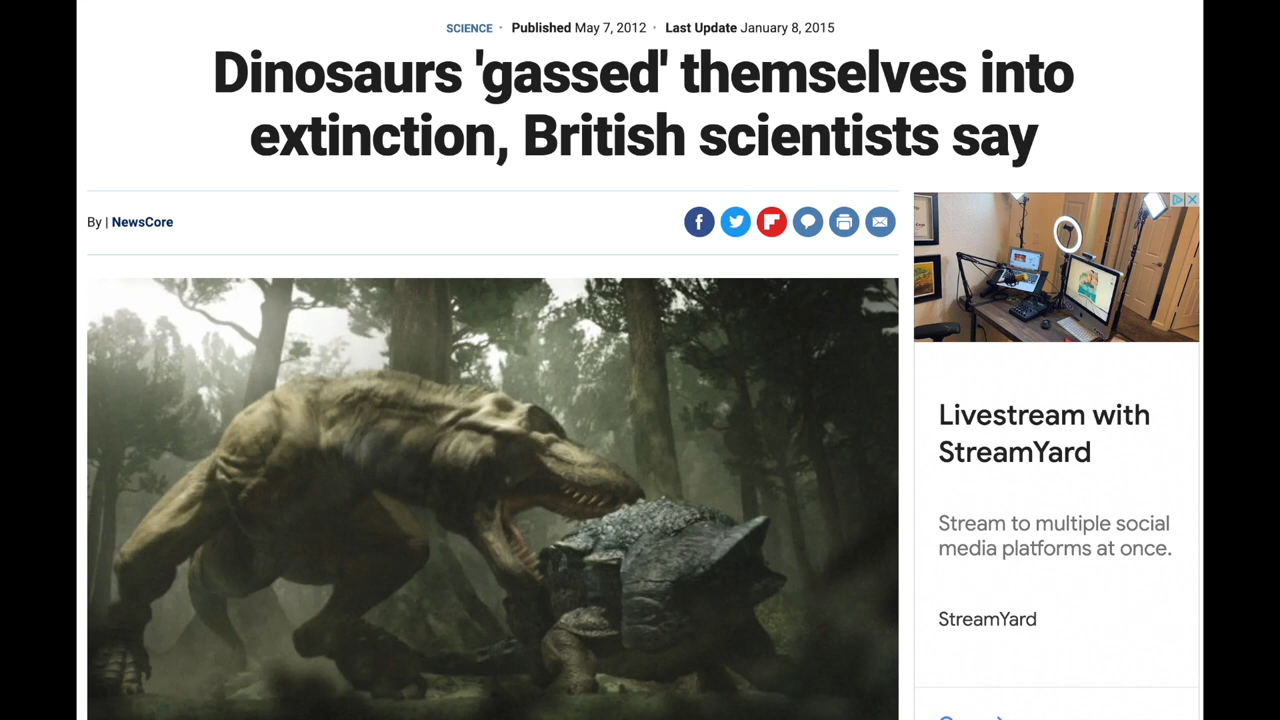 SCIENCE · Published May 7, 2012 · Last Update January 8, 2015
Dinosaurs 'gassed' themselves into
extinction, British scientists say
By | NewsCore
Livestream with
StreamYard
Stream to multiple social
media platforms at once.
StreamYard